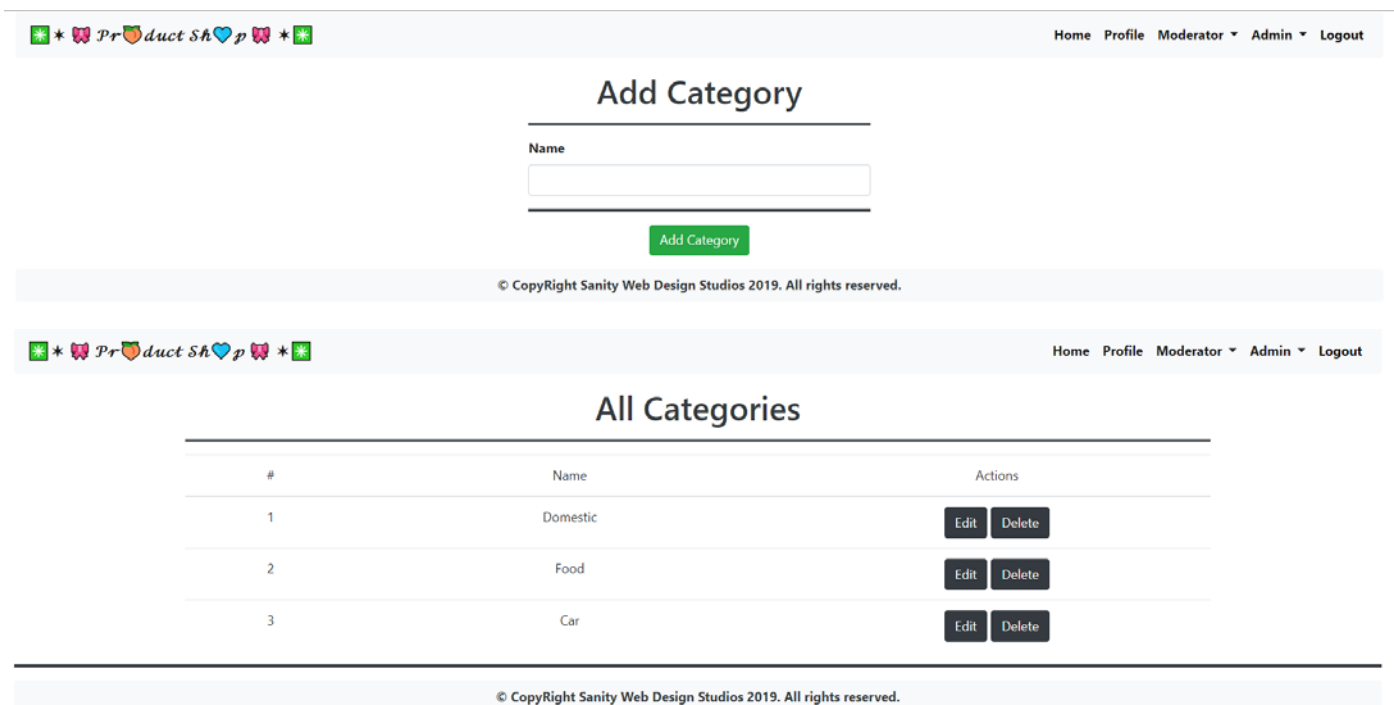 ✳️✶ 🎀 𝒫𝓇🍑𝒹𝓊𝒸𝓉 𝒮𝒽💙𝓅 🎀 ✶✳️ Home Profile Moderator Admin Logout
Add Category
Name
Add Category
© CopyRight Sanity Web Design Studios 2019. All rights reserved.
✳️✶ 🎀 𝒫𝓇🍑𝒹𝓊𝒸𝓉 𝒮𝒽💙𝓅 🎀 ✶✳️ Home Profile Moderator Admin Logout
All Categories
# Name Actions
1 Domestic Edit Delete
2 Food Edit Delete
3 Car Edit Delete
© CopyRight Sanity Web Design Studios 2019. All rights reserved.